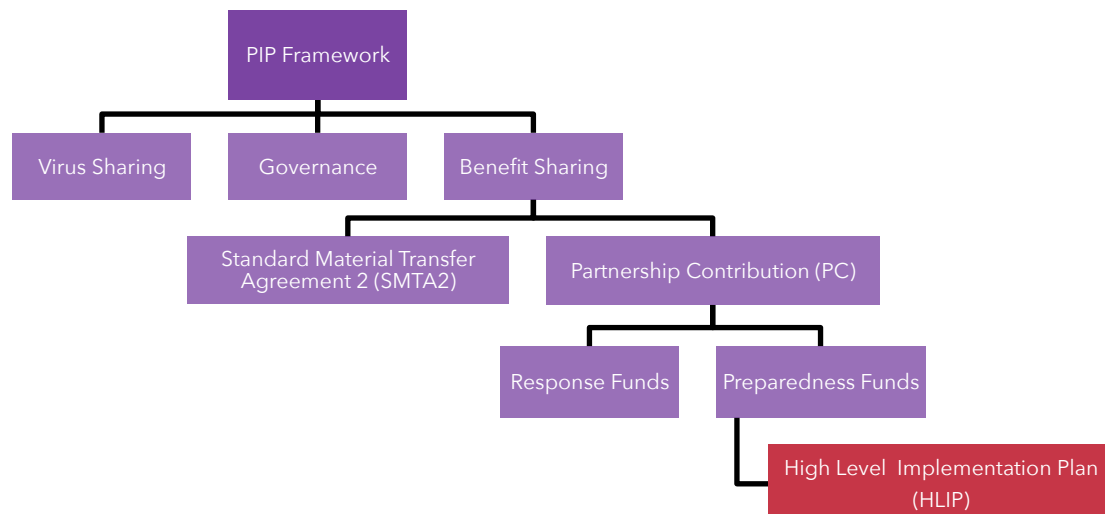 PIP Framework
Virus Sharing
Governance
Benefit Sharing
Standard Material Transfer
Agreement 2 (SMTA2)
Partnership Contribution (PC)
Response Funds
Preparedness Funds
High Level Implementation Plan
(HLIP)